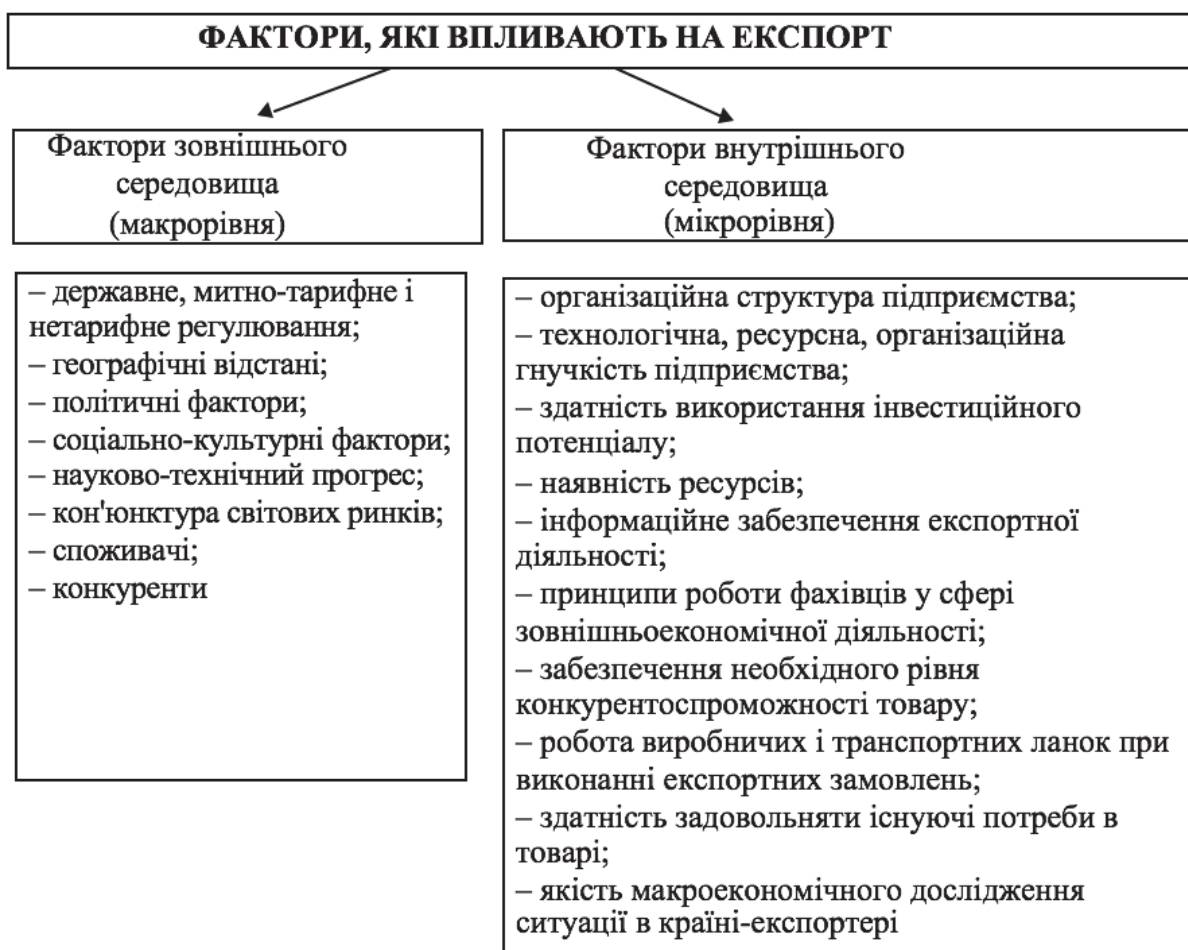 ФАКТОРИ, ЯКІ ВПЛИВАЮТЬ НА ЕКСПОРТ
Фактори зовнішнього
середовища
(макрорівня)
Фактори внутрішнього
середовища
(мікрорівня)
– державне, митно-тарифне і
нетарифне регулювання;
– географічні відстані;
– політичні фактори;
– соціально-культурні фактори;
– науково-технічний прогрес;
– кон'юнктура світових ринків;
– споживачі;
– конкуренти
– організаційна структура підприємства;
– технологічна, ресурсна, організаційна
гнучкість підприємства;
– здатність використання інвестиційного
потенціалу;
– наявність ресурсів;
– інформаційне забезпечення експортної
діяльності;
– принципи роботи фахівців у сфері
зовнішньоекономічної діяльності;
– забезпечення необхідного рівня
конкурентоспроможності товару;
– робота виробничих і транспортних ланок при
виконанні експортних замовлень;
– здатність задовольняти існуючі потреби в
товарі;
– якість макроекономічного дослідження
ситуації в країні-експортері